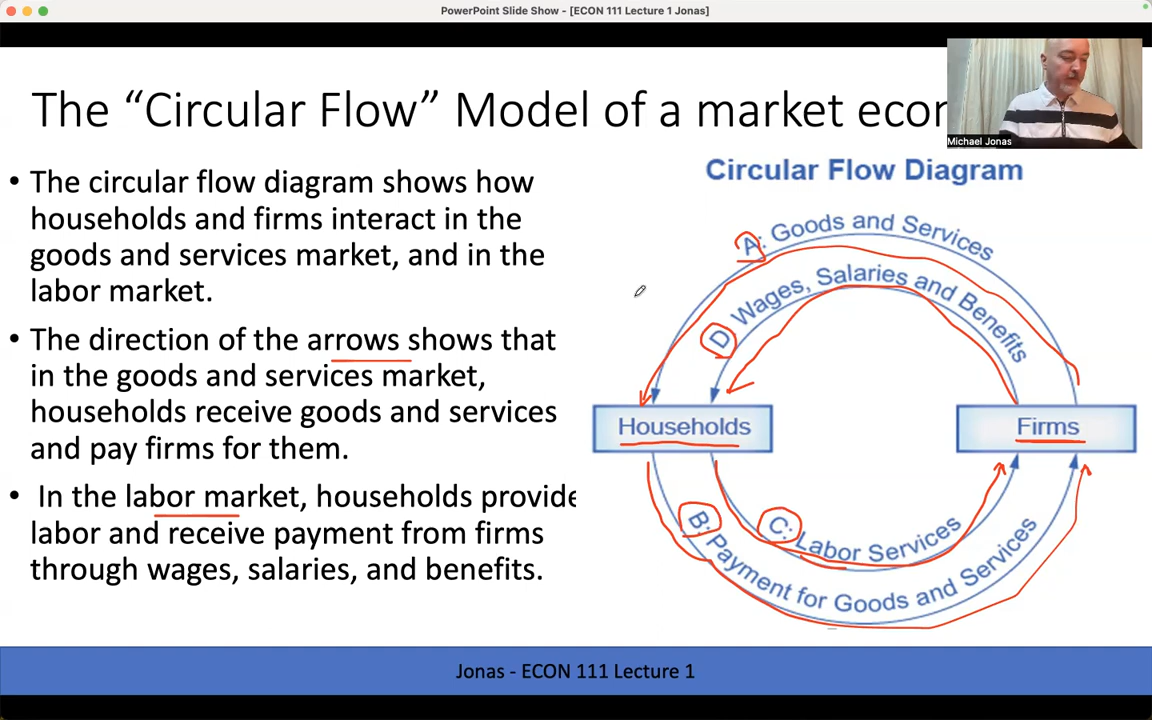 PowerPoint Slide Show - [ECON 111 Lecture 1 Jonas]
The “Circular Flow” Model of a market econ
Michael Jonas
• The circular flow diagram shows how
households and firms interact in the
goods and services market, and in the
labor market.
• The direction of the arrows shows that
in the goods and services market,
households receive goods and services
and pay firms for them.
• In the labor market, households provide
labor and receive payment from firms
through wages, salaries, and benefits.
Circular Flow Diagram
A: Goods and Services
D Wages, Salaries and Benefits
Households
Firms
C: Labor Services
B: Payment for Goods and Services
Jonas - ECON 111 Lecture 1